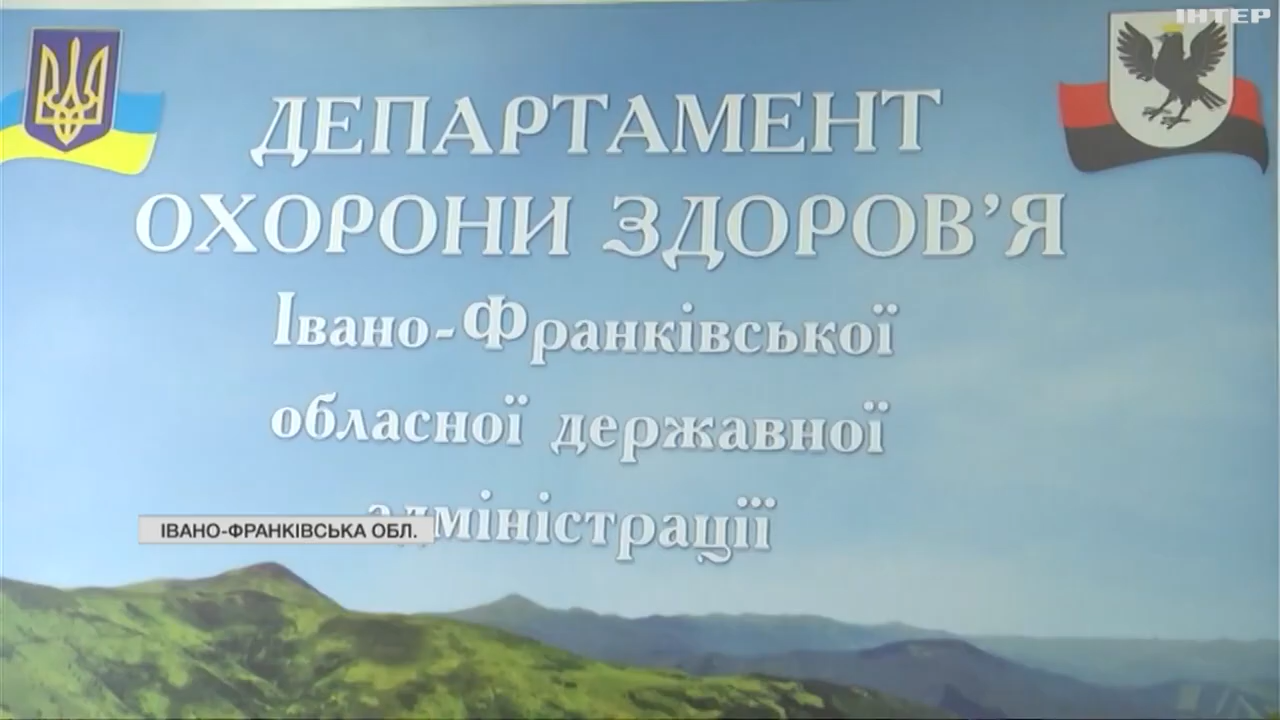 ІНТЕР
ДЕПАРТАМЕНТ
ОХОРОНИ ЗДОРОВ’Я
Івано-Франківської
обласної державної
адміністрації
ІВАНО-ФРАНКІВСЬКА ОБЛ.